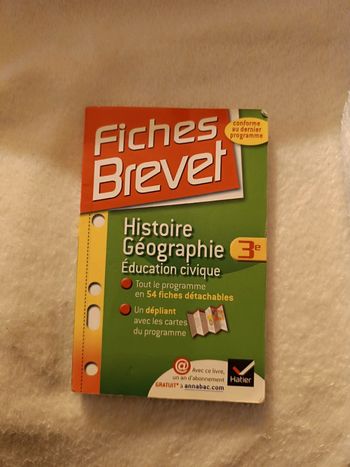 conforme
au dernier
programme
Fiches
Brevet
Histoire
Géographie
3e
Éducation civique
Tout le programme
en 54 fiches détachables
Un dépliant
avec les cartes
du programme
@
Avec ce livre,
un an d'abonnement
GRATUIT* à annabac.com
Hatier